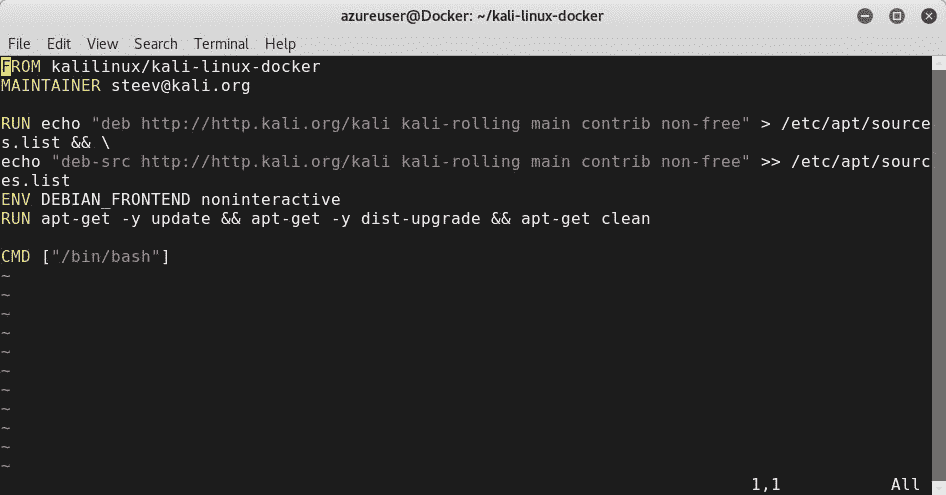 azureuser@Docker: ~/kali-linux-docker
File Edit View Search Terminal Help
FROM kalilinux/kali-linux-docker
MAINTAINER steev@kali.org
RUN echo "deb http://http.kali.org/kali kali-rolling main contrib non-free" > /etc/apt/source
s.list && \
echo "deb-src http://http.kali.org/kali kali-rolling main contrib non-free" >> /etc/apt/sourc
es.list
ENV DEBIAN_FRONTEND noninteractive
RUN apt-get -y update && apt-get -y dist-upgrade && apt-get clean
CMD ["/bin/bash"]
~
~
~
~
~
~
~
~
~
~
~
1,1 All